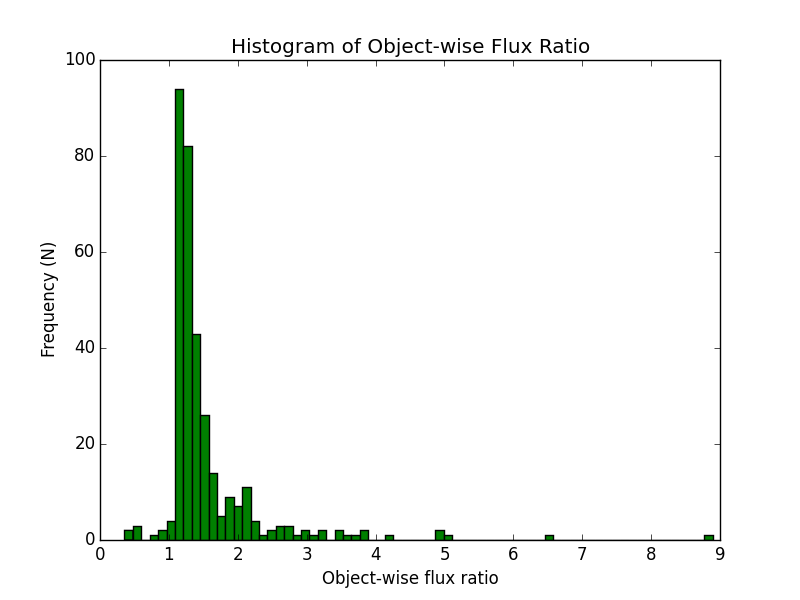 Histogram of Object-wise Flux Ratio
100
80
60
40
20
0
0 1 2 3 4 5 6 7 8 9
Frequency (N)
Object-wise flux ratio